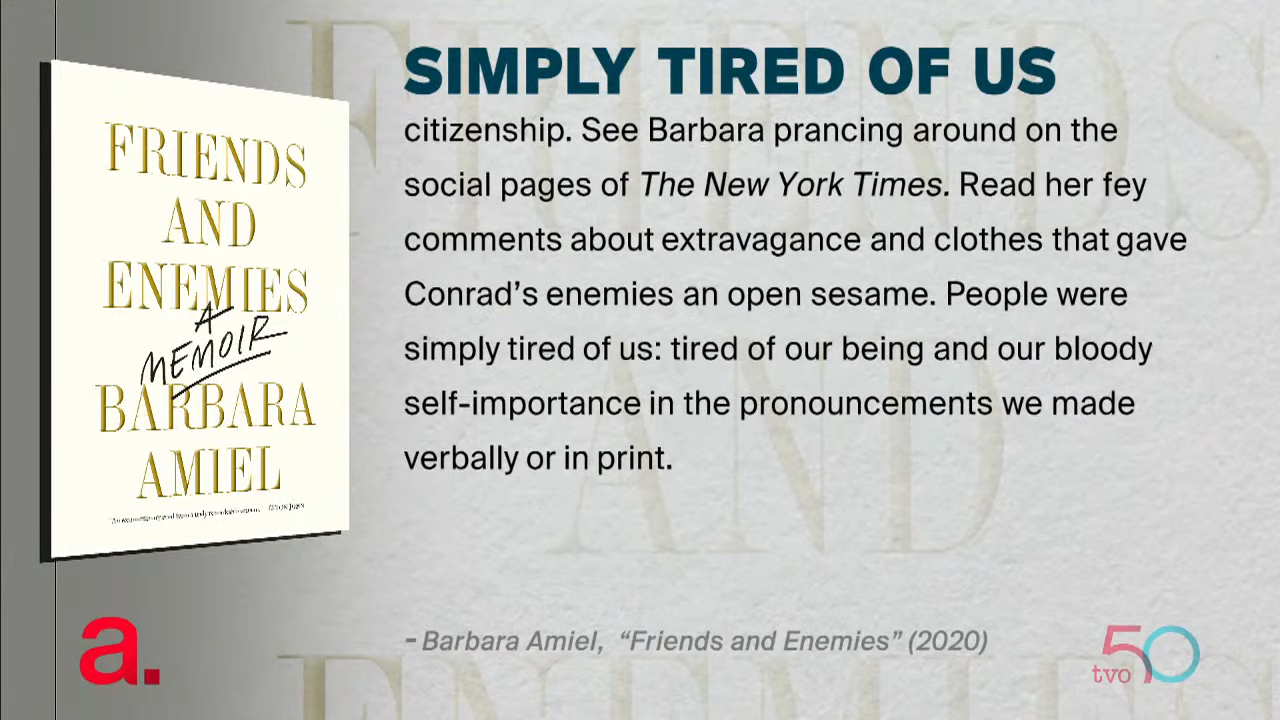 SIMPLY TIRED OF US
citizenship. See Barbara prancing around on the
social pages of The New York Times. Read her fey
comments about extravagance and clothes that gave
Conrad's enemies an open sesame. People were
simply tired of us: tired of our being and our bloody
self-importance in the pronouncements we made
verbally or in print.
– Barbara Amiel, “Friends and Enemies” (2020)
FRIENDS
AND
ENEMIES
A
MEMOIR
BARBARA
AMIEL
a.
tvo 50
FRIENDS
AND
ENEMIES